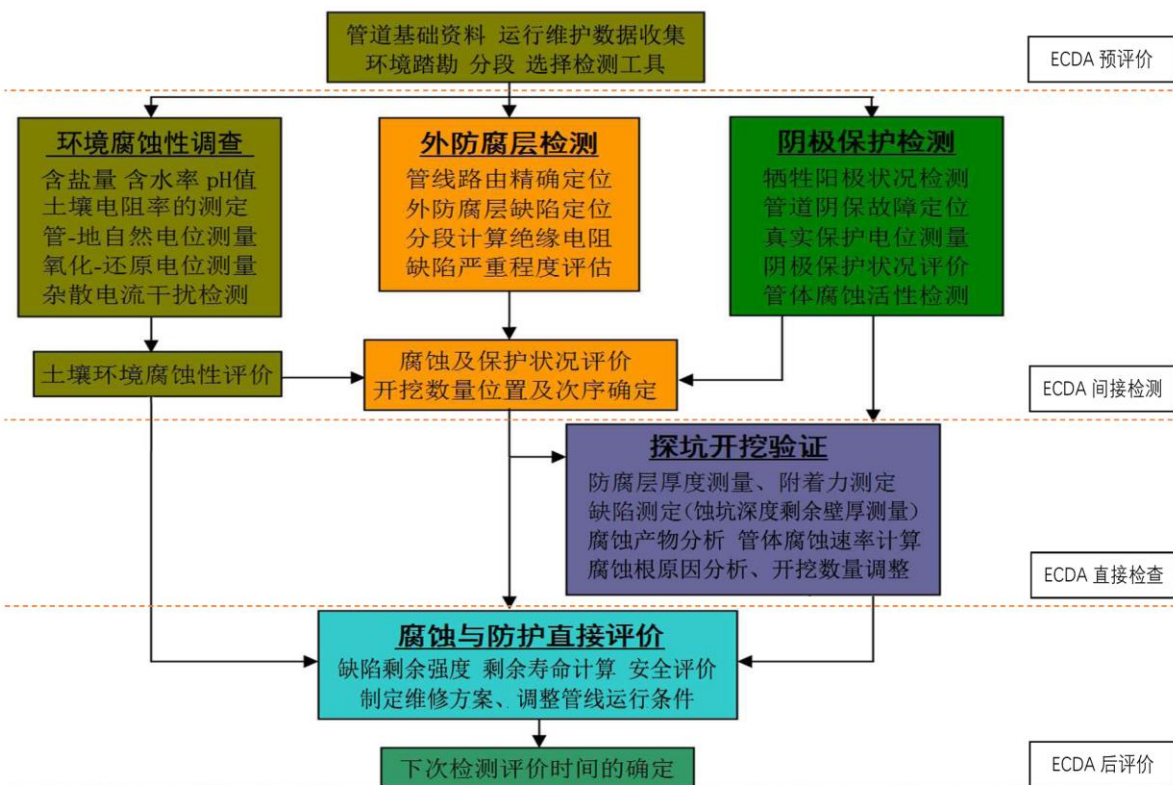 管道基础资料 运行维护数据收集
环境踏勘 分段 选择检测工具
ECDA 预评价
环境腐蚀性调查
含盐量 含水率 pH值
土壤电阻率的测定
管-地自然电位测量
氧化-还原电位测量
杂散电流干扰检测
外防腐层检测
管线路由精确定位
外防腐层缺陷定位
分段计算绝缘电阻
缺陷严重程度评估
阴极保护检测
牺牲阳极状况检测
管道阴保故障定位
真实保护电位测量
阴极保护状况评价
管体腐蚀活性检测
土壤环境腐蚀性评价
腐蚀及保护状况评价
开挖数量位置及次序确定
ECDA 间接检测
探坑开挖验证
防腐层厚度测量、附着力测定
缺陷测定(蚀坑深度剩余壁厚测量)
腐蚀产物分析 管体腐蚀速率计算
腐蚀根原因分析、开挖数量调整
ECDA 直接检查
腐蚀与防护直接评价
缺陷剩余强度 剩余寿命计算 安全评价
制定维修方案、调整管线运行条件
下次检测评价时间的确定
ECDA 后评价